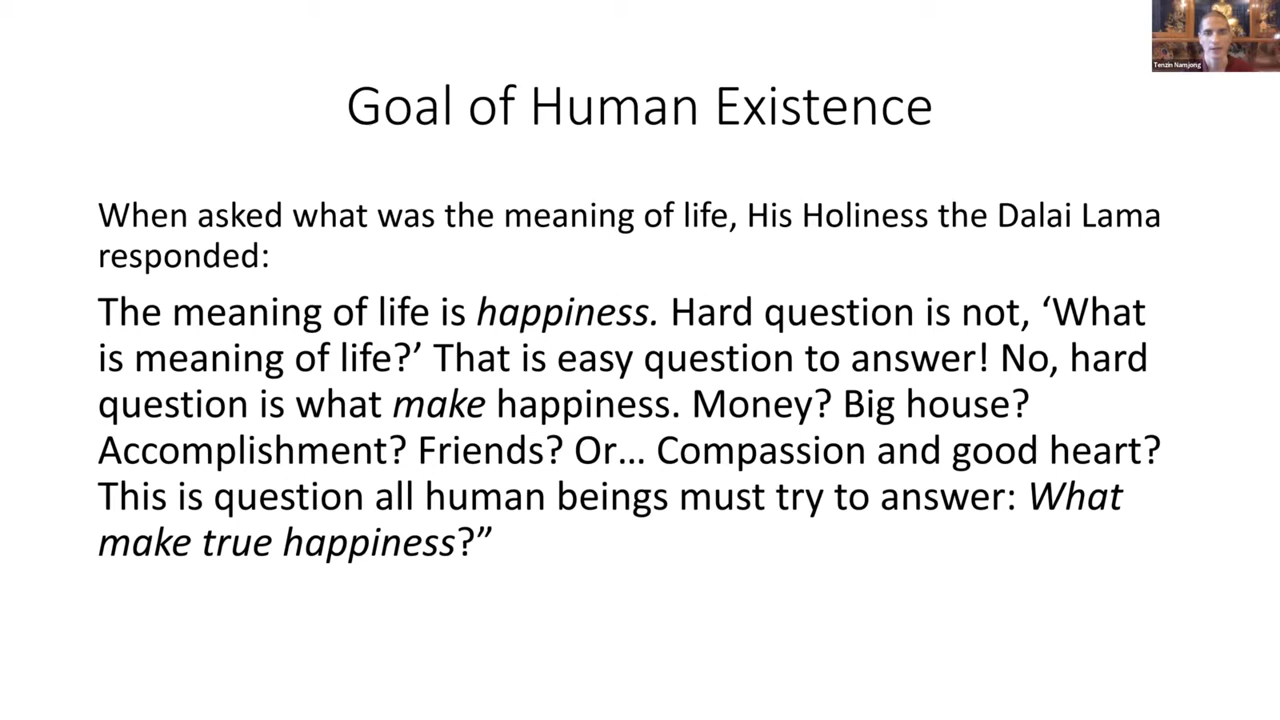 Tenzin Namjong
Goal of Human Existence
When asked what was the meaning of life, His Holiness the Dalai Lama
responded:
The meaning of life is happiness. Hard question is not, ‘What
is meaning of life?’ That is easy question to answer! No, hard
question is what make happiness. Money? Big house?
Accomplishment? Friends? Or… Compassion and good heart?
This is question all human beings must try to answer: What
make true happiness?”